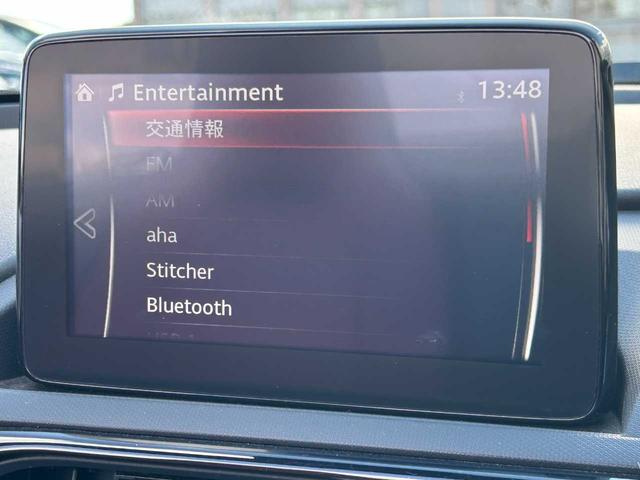 Entertainment 13:48
交通情報
FM
AM
aha
Stitcher
Bluetooth